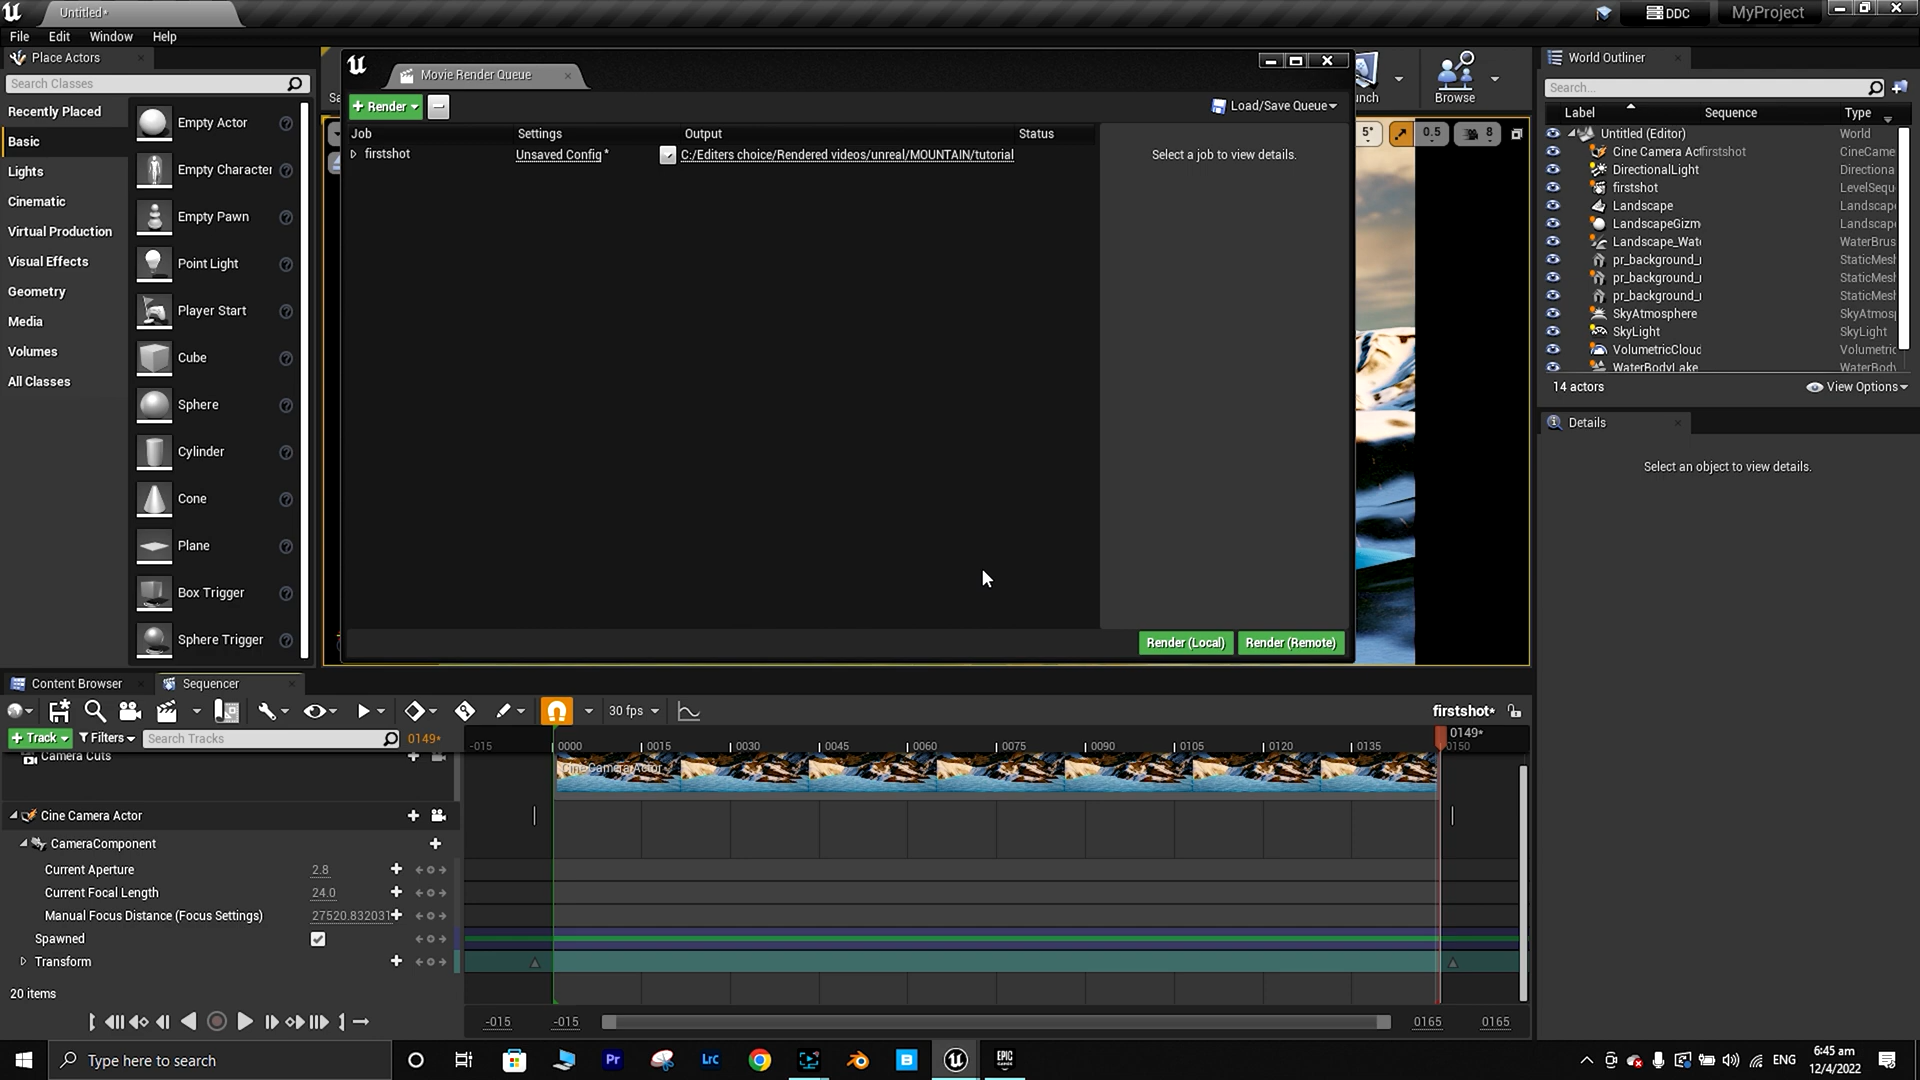 Untitled*
DDC
MyProject
File Edit Window Help
Place Actors
Search Classes
Recently Placed
Basic
Lights
Cinematic
Virtual Production
Visual Effects
Geometry
Media
Volumes
All Classes
Empty Actor
Empty Character
Empty Pawn
Point Light
Player Start
Cube
Sphere
Cylinder
Cone
Plane
Box Trigger
Sphere Trigger
Movie Render Queue
+ Render
Load/Save Queue
Job Settings Output Status
firstshot Unsaved Config* C:/Editers choice/Rendered videos/unreal/MOUNTAIN/tutorial
Select a job to view details.
Render (Local) Render (Remote)
Browse
5° 0.5 8
World Outliner
Search...
Label Sequence Type
Untitled (Editor) World
Cine Camera Act firstshot CineCame
DirectionalLight Directiona
firstshot LevelSequ
Landscape Landscape
LandscapeGizm Landscape
Landscape_Wate WaterBrus
pr_background_ StaticMesh
pr_background_ StaticMesh
pr_background_ StaticMesh
SkyAtmosphere SkyAtmosp
SkyLight SkyLight
VolumetricCloud Volumetric
WaterBodyLake WaterBody
14 actors View Options
Details
Select an object to view details.
Content Browser Sequencer
30 fps
firstshot*
+ Track Filters Search Tracks 0149*
-015 0000 0015 0030 0045 0060 0075 0090 0105 0120 0135 0149* 0150
Camera Cuts
Cine Camera Actor
Cine Camera Actor
CameraComponent
Current Aperture 2.8
Current Focal Length 24.0
Manual Focus Distance (Focus Settings) 27520.832031
Spawned
Transform
20 items
-015 -015 0165 0165
Type here to search
Pr
Lrc
EPIC GAMES
ENG
6:45 am
12/4/2022